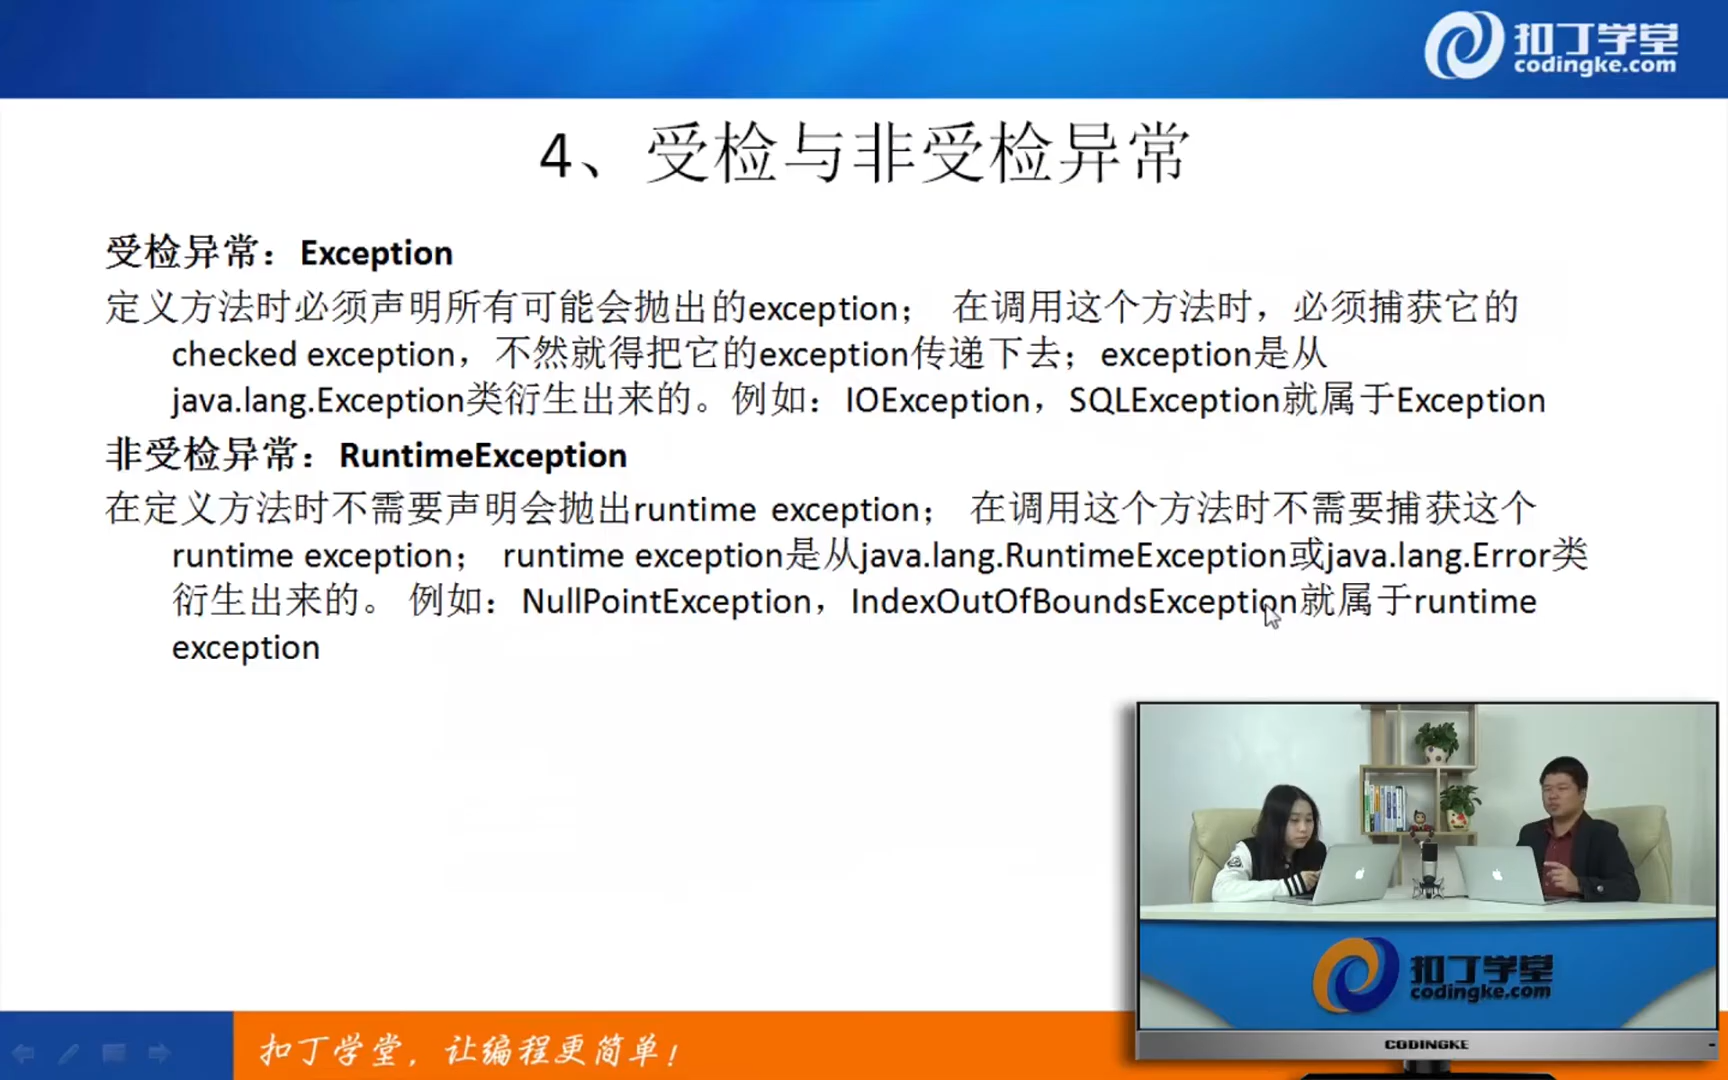 扣丁学堂
codingke.com
4、受检与非受检异常
受检异常：Exception
定义方法时必须声明所有可能会抛出的exception； 在调用这个方法时，必须捕获它的
checked exception，不然就得把它的exception传递下去；exception是从
java.lang.Exception类衍生出来的。例如：IOException，SQLException就属于Exception
非受检异常：RuntimeException
在定义方法时不需要声明会抛出runtime exception； 在调用这个方法时不需要捕获这个
runtime exception； runtime exception是从java.lang.RuntimeException或java.lang.Error类
衍生出来的。 例如：NullPointException，IndexOutOfBoundsException就属于runtime
exception
扣丁学堂
codingke.com
CODINGKE
扣丁学堂，让编程更简单！